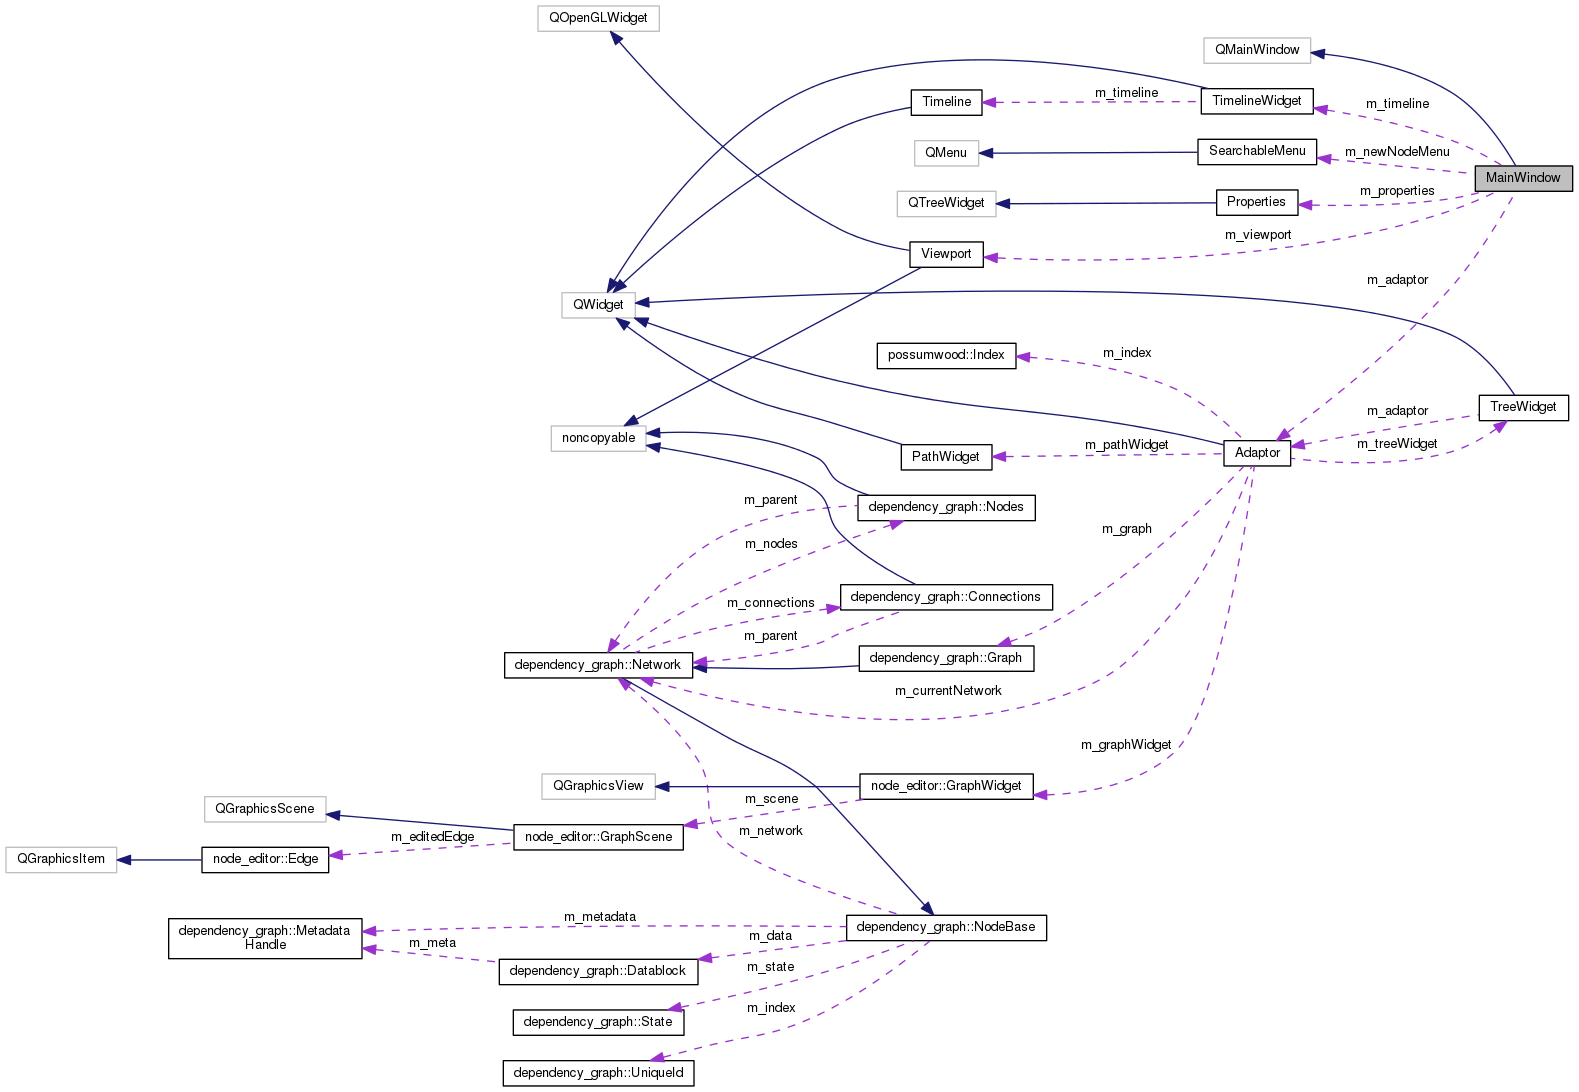 QOpenGLWidget
QMainWindow
Timeline
m_timeline
TimelineWidget
m_timeline
QMenu
SearchableMenu
m_newNodeMenu
MainWindow
QTreeWidget
Properties
m_properties
m_viewport
Viewport
m_adaptor
QWidget
possumwood::Index
m_index
m_adaptor
TreeWidget
noncopyable
PathWidget
m_pathWidget
Adaptor
m_treeWidget
m_parent
dependency_graph::Nodes
m_graph
m_nodes
m_connections
dependency_graph::Connections
m_parent
dependency_graph::Network
dependency_graph::Graph
m_currentNetwork
m_graphWidget
QGraphicsView
node_editor::GraphWidget
QGraphicsScene
m_scene
m_editedEdge
node_editor::GraphScene
m_network
QGraphicsItem
node_editor::Edge
m_metadata
dependency_graph::Metadata
Handle
m_meta
m_data
dependency_graph::NodeBase
dependency_graph::Datablock
m_state
m_index
dependency_graph::State
dependency_graph::UniqueId